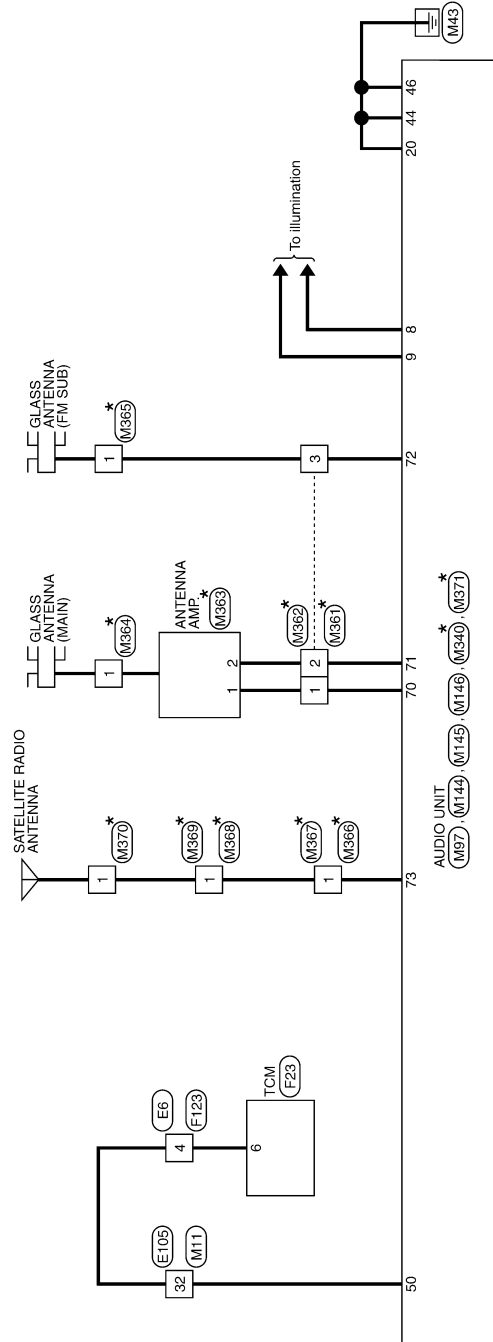 SATELLITE RADIO
ANTENNA
GLASS
ANTENNA
(MAIN)
GLASS
ANTENNA
(FM SUB)
1
*
M370
1
*
M364
1
*
M365
E105
32
M11
E6
4
F123
*
M369
1
*
M368
ANTENNA
AMP.
*
M363
1
2
TCM
F23
6
*
M367
1
*
M366
*
M362
1
2
*
M361
3
To illumination
M43
50
73
70
71
72
9
8
20
44
46
AUDIO UNIT
M97 , M144 , M145 , M146 , *M340 , *M371